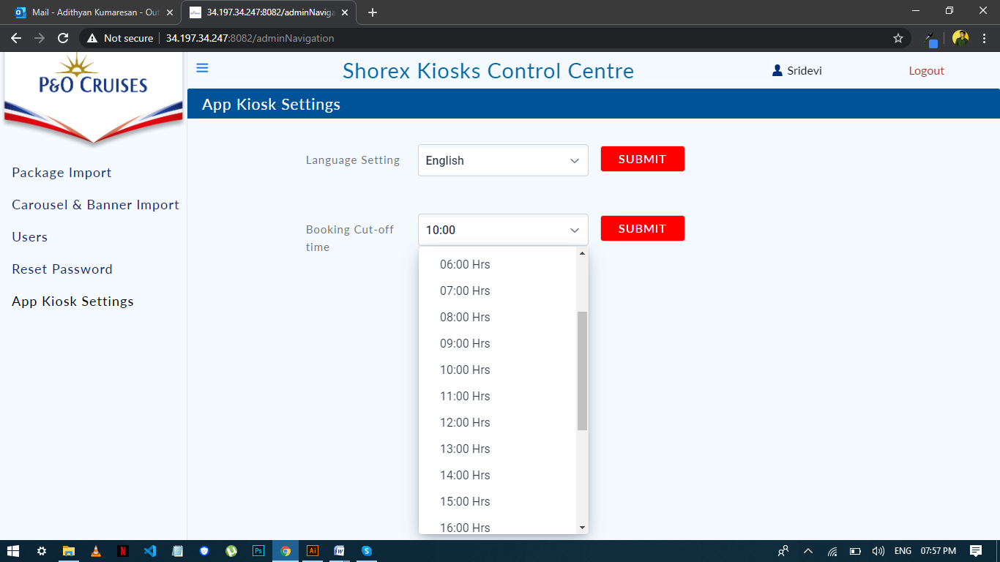 Mail - Adithyan Kumaresan - Out
34.197.34.247:8082/adminNaviga
Not secure
34.197.34.247:8082/adminNavigation
P&O CRUISES
Shorex Kiosks Control Centre
Sridevi
Logout
App Kiosk Settings
Package Import
Carousel & Banner Import
Users
Reset Password
App Kiosk Settings
Language Setting
English
SUBMIT
Booking Cut-off
time
10:00
SUBMIT
06:00 Hrs
07:00 Hrs
08:00 Hrs
09:00 Hrs
10:00 Hrs
11:00 Hrs
12:00 Hrs
13:00 Hrs
14:00 Hrs
15:00 Hrs
16:00 Hrs
N
Ps
Ai
W
S
ENG
07:57 PM